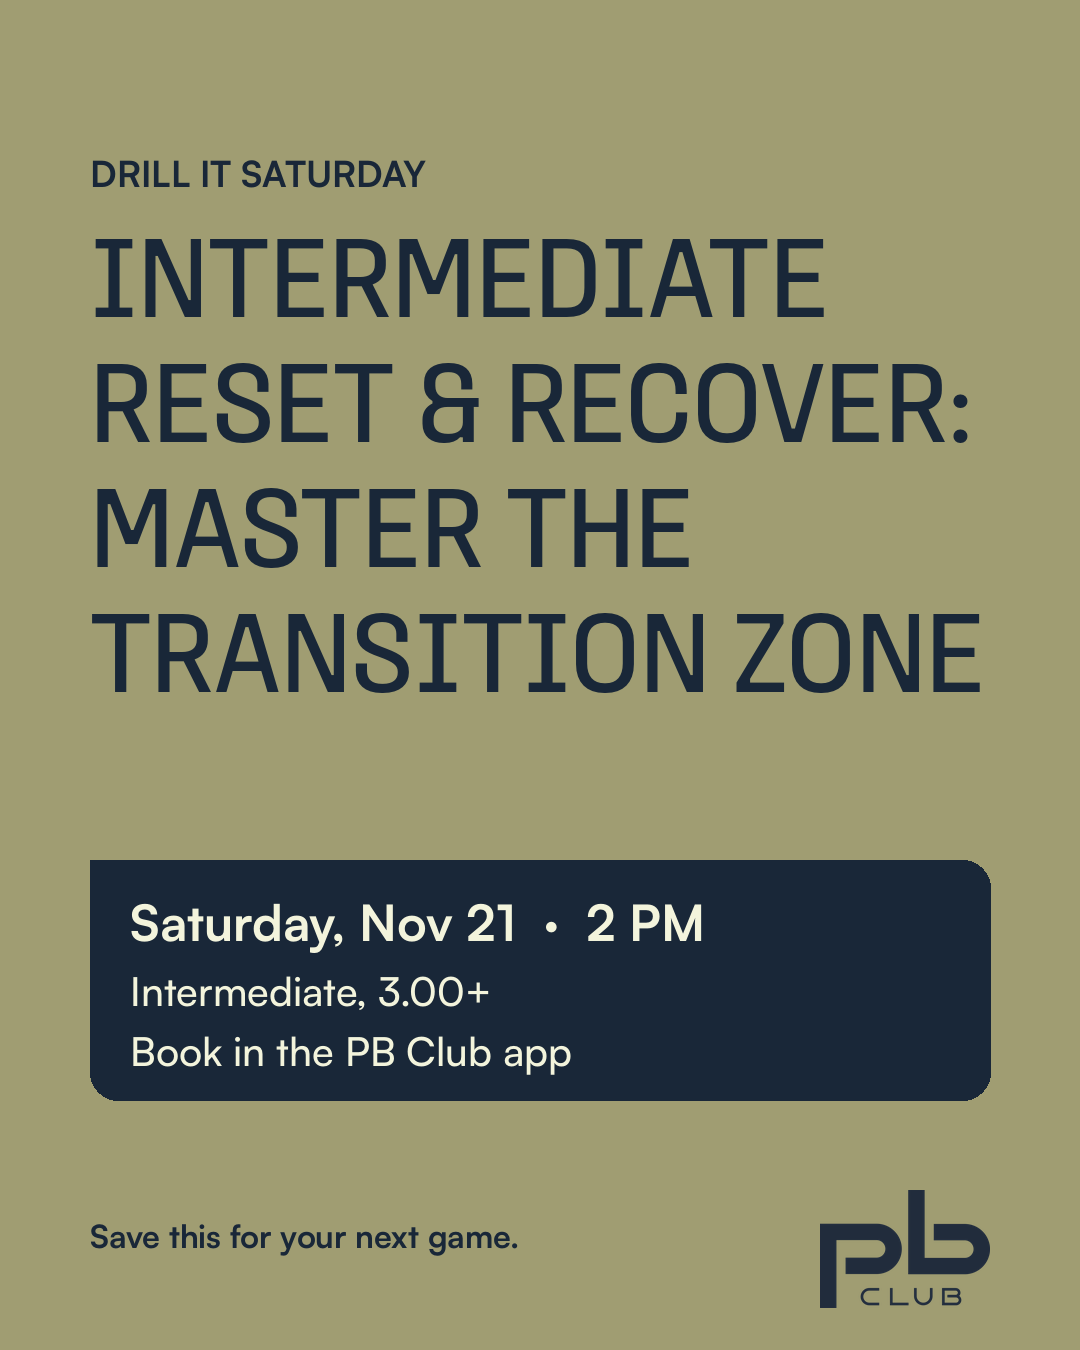 DRILL IT SATURDAY
INTERMEDIATE
RESET & RECOVER:
MASTER THE
TRANSITION ZONE
Saturday, Nov 21 · 2 PM
Intermediate, 3.00+
Book in the PB Club app
Save this for your next game.
pb
CLUB